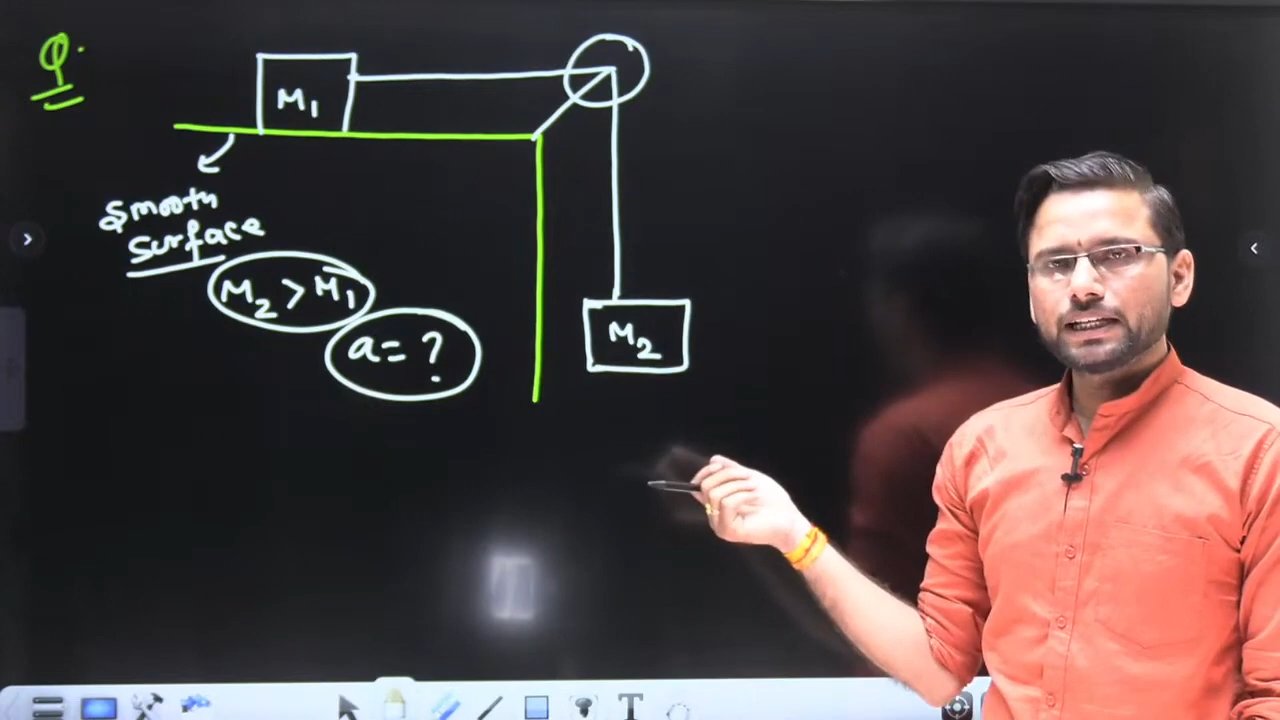 Q.
M1
Smooth
Surface
M2 > M1
a = ?
M2
T